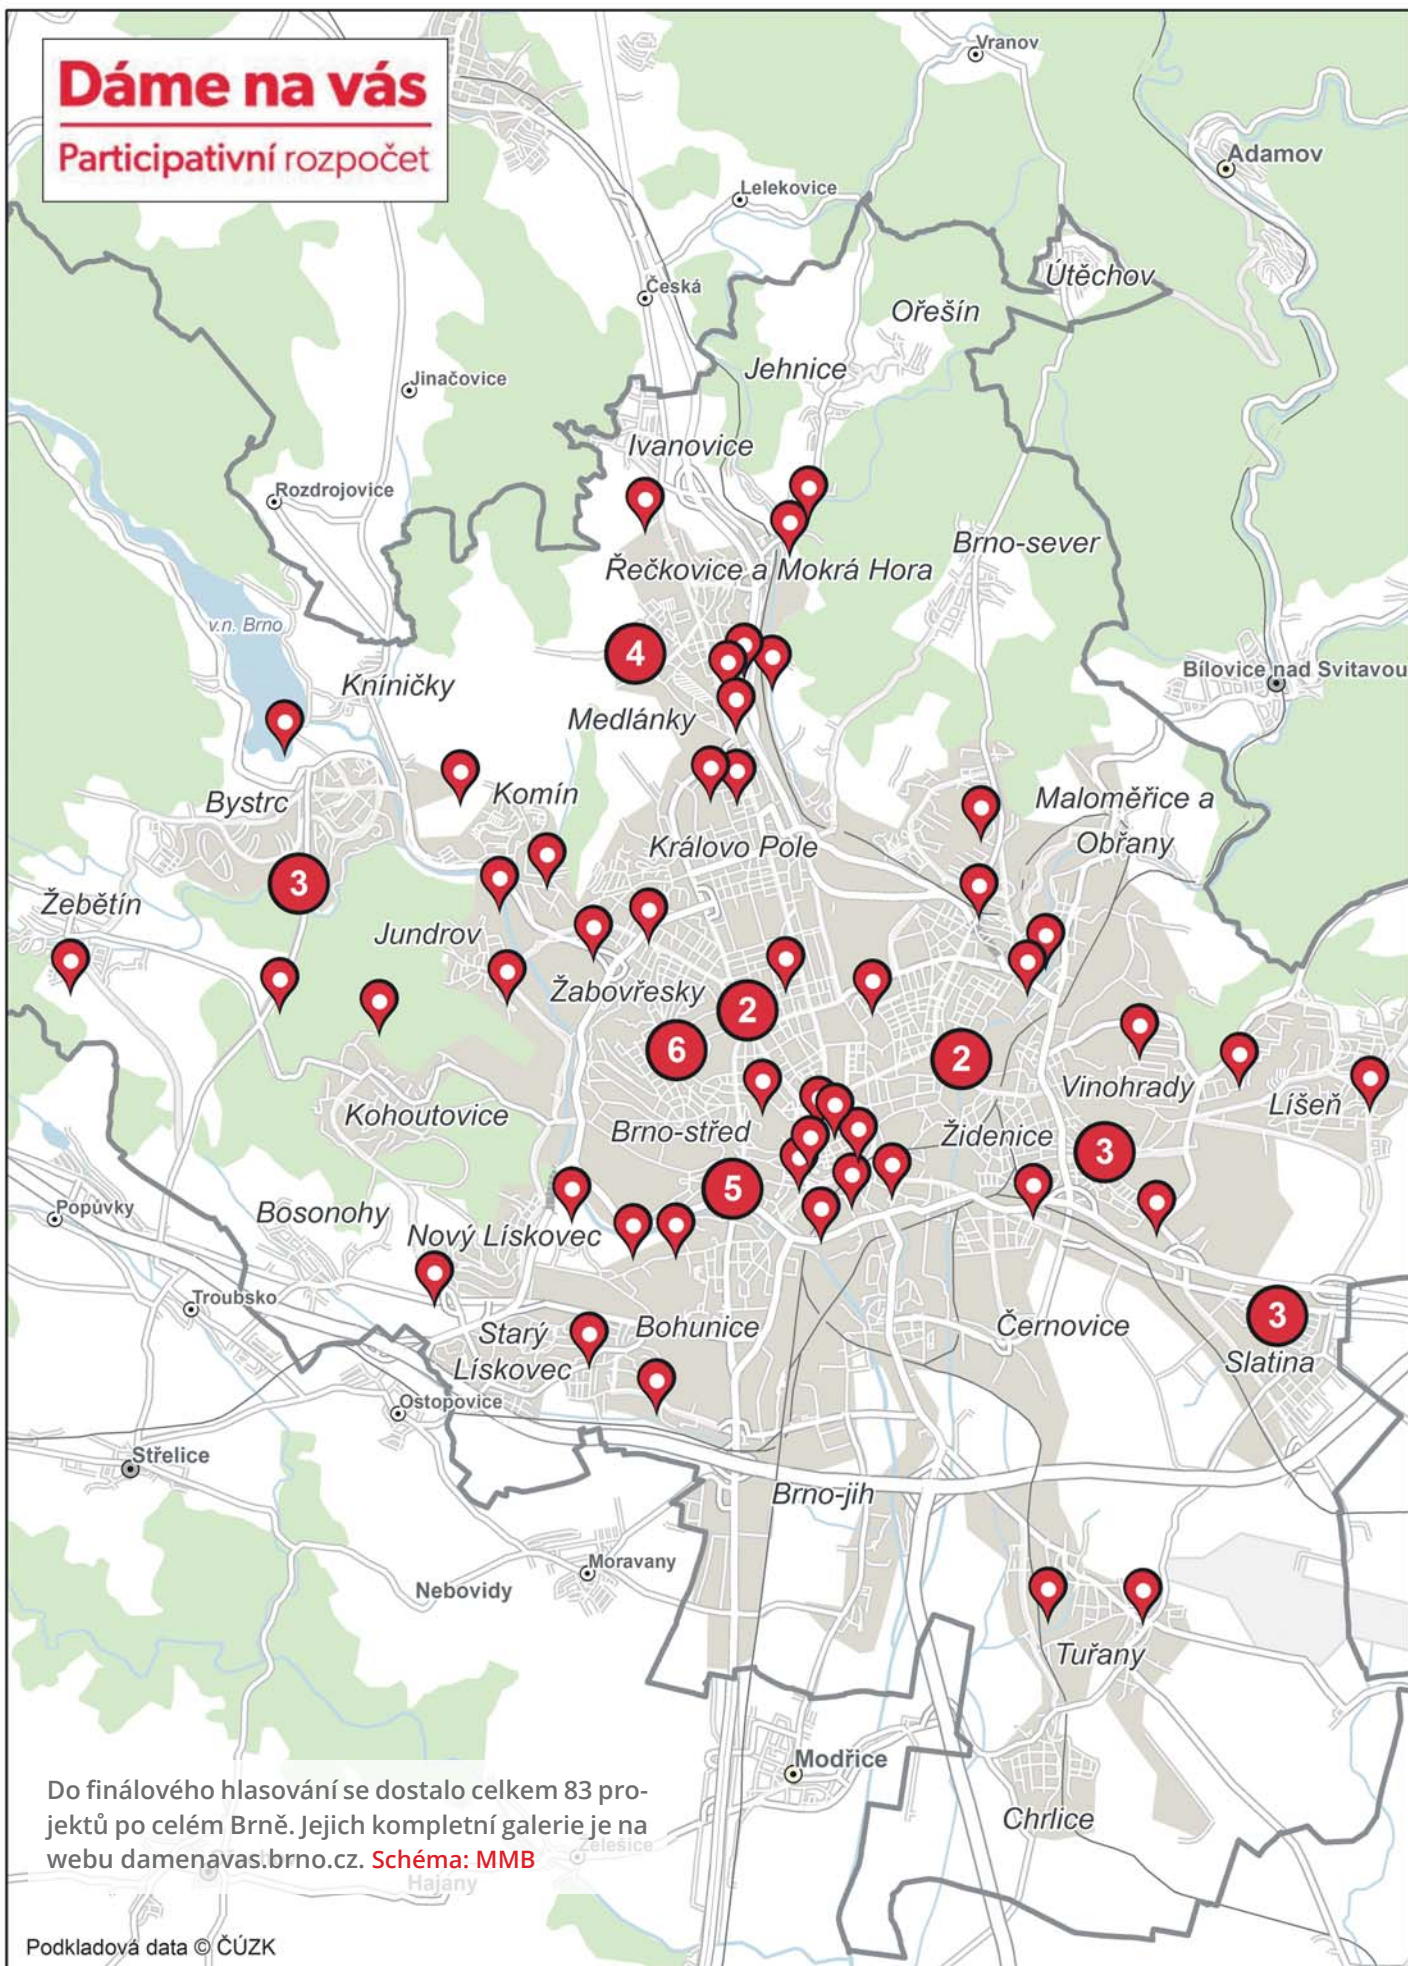 Dáme na vás
Participativní rozpočet
Vranov
Adamov
Lelekovice
Útěchov
Česká
Ořešín
Jehnice
Jinačovice
Ivanovice
Rozdrojovice
Brno-sever
Řečkovice a Mokrá Hora
v.n. Brno
4
Bílovice nad Svitavou
Kníničky
Medlánky
Bystrc
Komín
Maloměřice a
Obřany
Královo Pole
3
Žebětín
Jundrov
Žabovřesky
2
6
2
Vinohrady
Líšeň
Kohoutovice
Brno-střed
Židenice
3
5
Popůvky
Bosonohy
Nový Lískovec
Troubsko
3
Starý
Lískovec
Bohunice
Černovice
Slatina
Ostopovice
Střelice
Brno-jih
Moravany
Nebovidy
Tuřany
Modřice
Chrlice
Do finálového hlasování se dostalo celkem 83 pro-
jektů po celém Brně. Jejich kompletní galerie je na
webu damenavas.brno.cz. Schéma: MMB
Želešice
Hajany
Podkladová data © ČÚZK